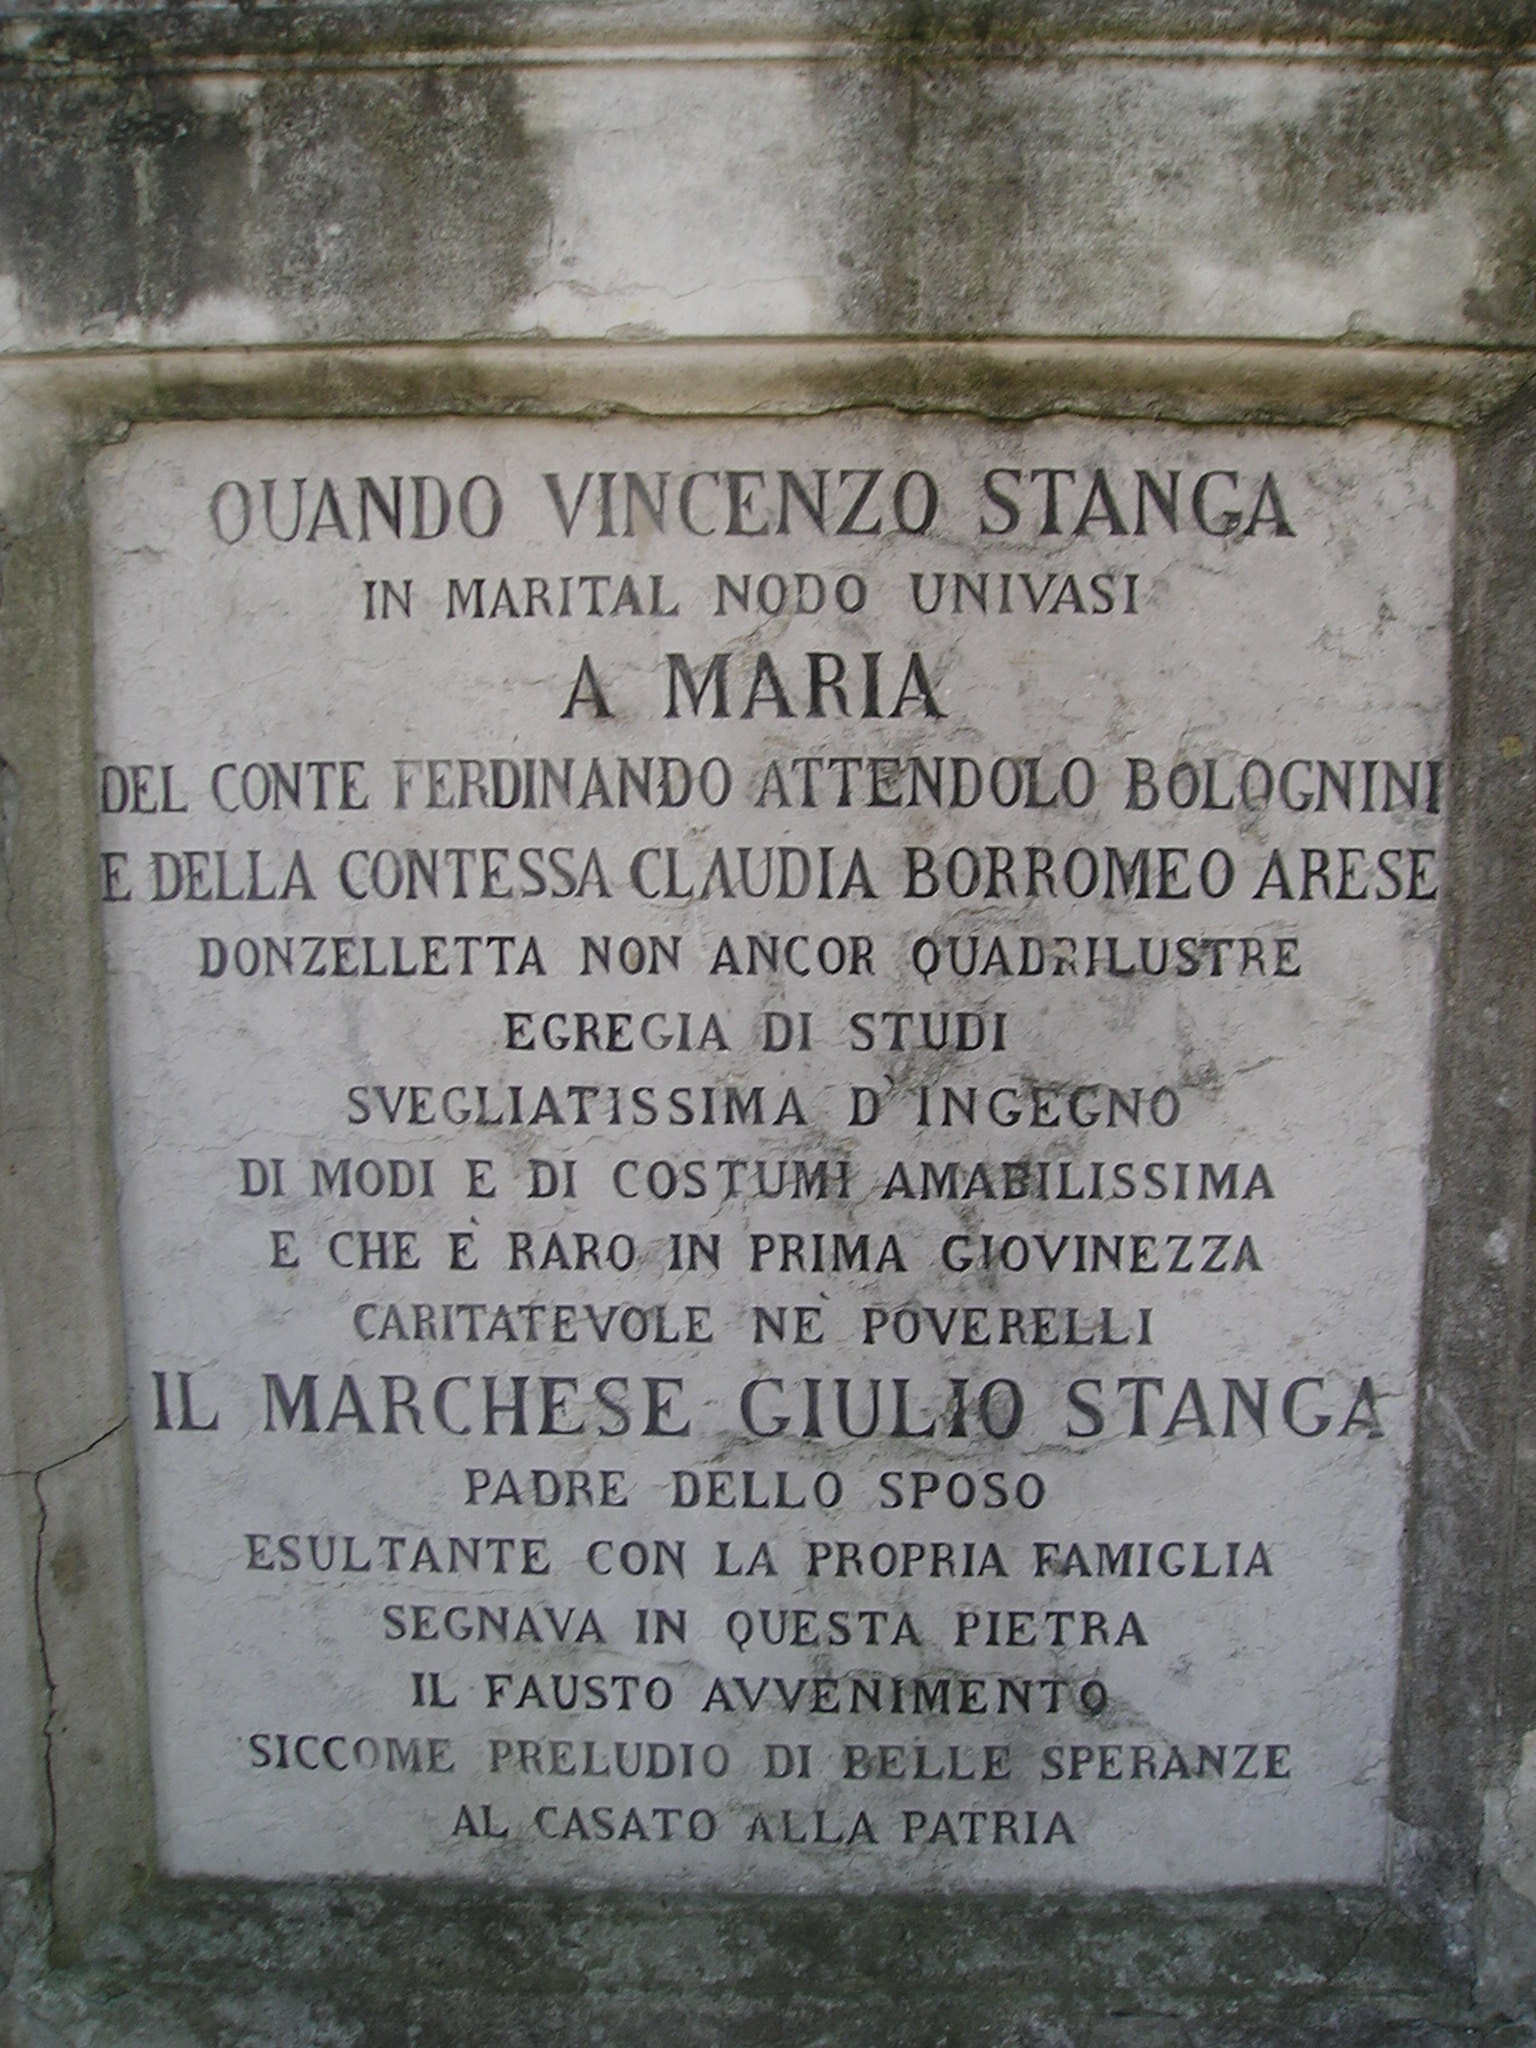 QUANDO VINCENZO STANGA
IN MARITAL NODO UNIVASI
A MARIA
DEL CONTE FERDINANDO ATTENDOLO BOLOGNINI
E DELLA CONTESSA CLAUDIA BORROMEO ARESE
DONZELLETTA NON ANCOR QUADRILUSTRE
EGREGIA DI STUDI
SVEGLIATISSIMA D'INGEGNO
DI MODI E DI COSTUMI AMABILISSIMA
E CHE È RARO IN PRIMA GIOVINEZZA
CARITATEVOLE NÈ POVERELLI
IL MARCHESE GIULIO STANGA
PADRE DELLO SPOSO
ESULTANTE CON LA PROPRIA FAMIGLIA
SEGNAVA IN QUESTA PIETRA
IL FAUSTO AVVENIMENTO
SICCOME PRELUDIO DI BELLE SPERANZE
AL CASATO ALLA PATRIA